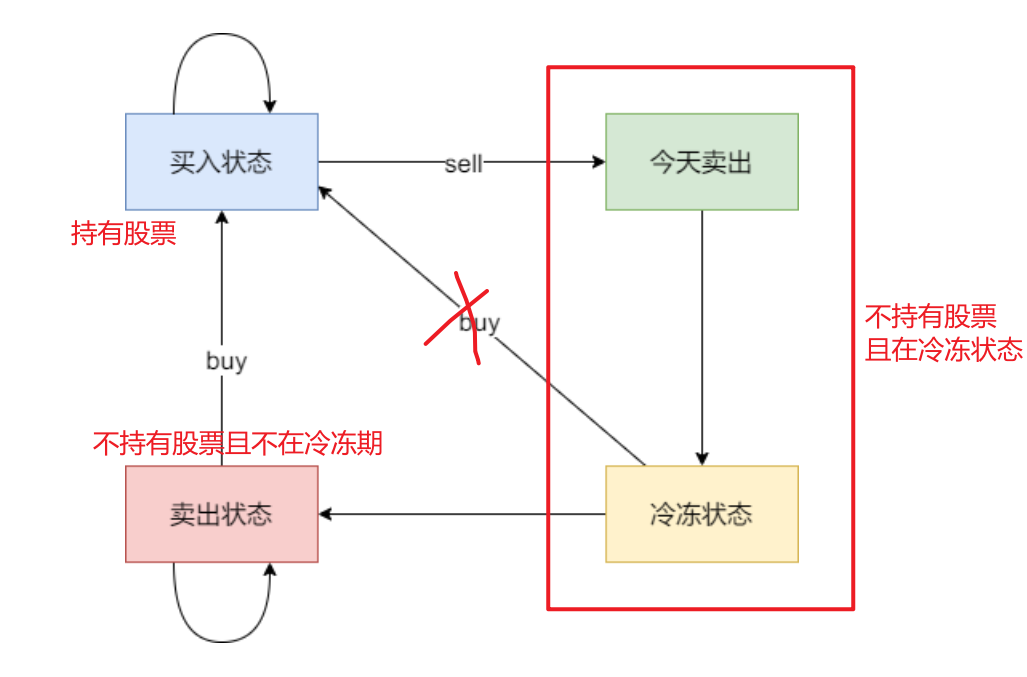 买入状态
sell
今天卖出
持有股票
buy
不持有股票
且在冷冻状态
buy
不持有股票且不在冷冻期
卖出状态
冷冻状态